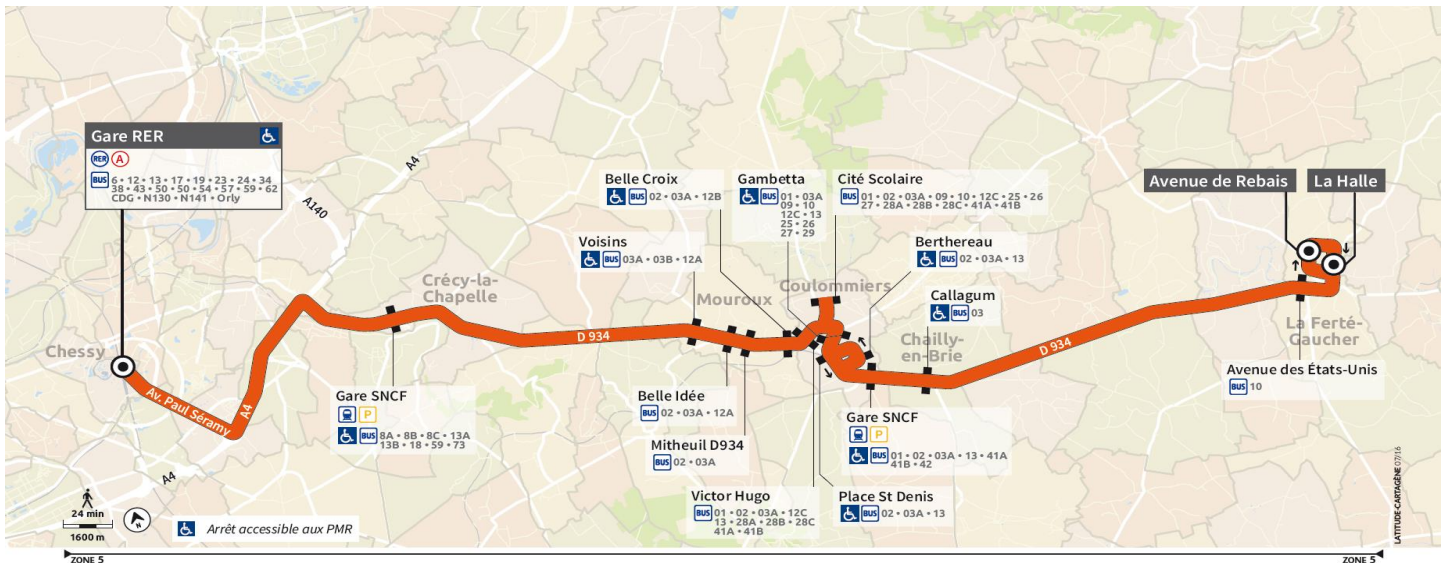 Gare RER
RER A
BUS 6 • 12 • 13 • 17 • 19 • 23 • 24 • 34
38 • 43 • 50 • 50 • 54 • 57 • 59 • 62
CDG • N130 • N141 • Orly
A140
A4
Chessy
Av. Paul Séramy
A4
A4
Crécy-la-
Chapelle
Gare SNCF
P
BUS 8A • 8B • 8C • 13A
13B • 18 • 59 • 73
D 934
Voisins
BUS 03A • 03B • 12A
Belle Croix
BUS 02 • 03A • 12B
Mouroux
Belle Idée
BUS 02 • 03A • 12A
Mitheuil D934
BUS 02 • 03A
Gambetta
BUS 01 • 03A
09 • 10
12C • 13
25 • 26
27 • 29
Cité Scolaire
BUS 01 • 02 • 03A • 09 • 10 • 12C • 25 • 26
27 • 28A • 28B • 28C • 41A • 41B
Coulommiers
Victor Hugo
BUS 01 • 02 • 03A • 12C
13 • 28A • 28B • 28C
41A • 41B
Place St Denis
BUS 02 • 03A • 13
Berthereau
BUS 02 • 03A • 13
Gare SNCF
P
BUS 01 • 02 • 03A • 13 • 41A
41B • 42
Callagum
BUS 03
Chailly-
en-Brie
D 934
Avenue de Rebais
La Halle
La Ferté-
Gaucher
Avenue des États-Unis
BUS 10
24 min
1600 m
N
Arrêt accessible aux PMR
LATITUDE-CARTAGÈNE 07/16
ZONE 5
ZONE 5